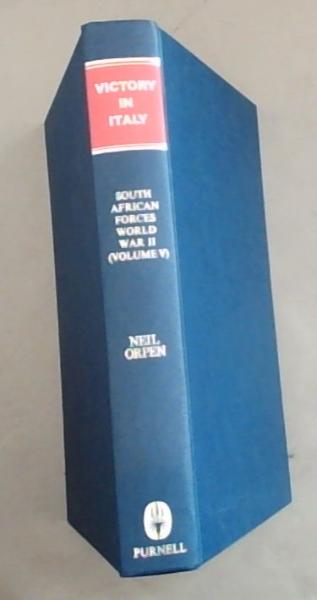 VICTORY
IN
ITALY
SOUTH
AFRICAN
FORCES
WORLD
WAR II
(VOLUME V)
NEIL
ORPEN
PURNELL